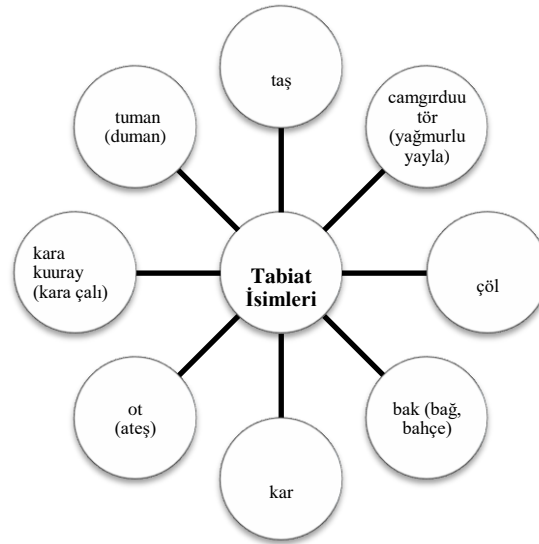 taş
camgırduu
tör
(yağmurlu
yayla)
çöl
bak (bağ,
bahçe)
kar
ot
(ateş)
kara
kuuray
(kara çalı)
tuman
(duman)
Tabiat
İsimleri